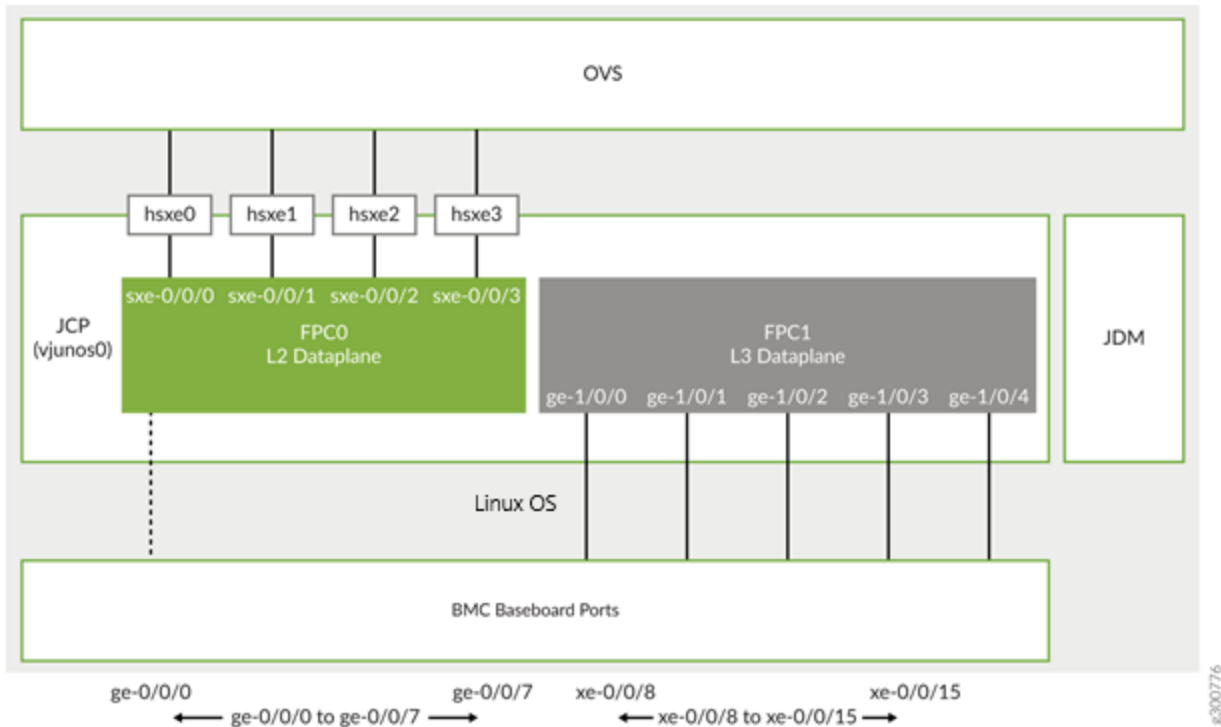 OVS
hsxe0 hsxe1 hsxe2 hsxe3
sxe-0/0/0 sxe-0/0/1 sxe-0/0/2 sxe-0/0/3
JCP
(vjunos0)
FPC0
L2 Dataplane
FPC1
L3 Dataplane
ge-1/0/0 ge-1/0/1 ge-1/0/2 ge-1/0/3 ge-1/0/4
JDM
Linux OS
BMC Baseboard Ports
ge-0/0/0 ge-0/0/7 xe-0/0/8 xe-0/0/15
ge-0/0/0 to ge-0/0/7 xe-0/0/8 to xe-0/0/15